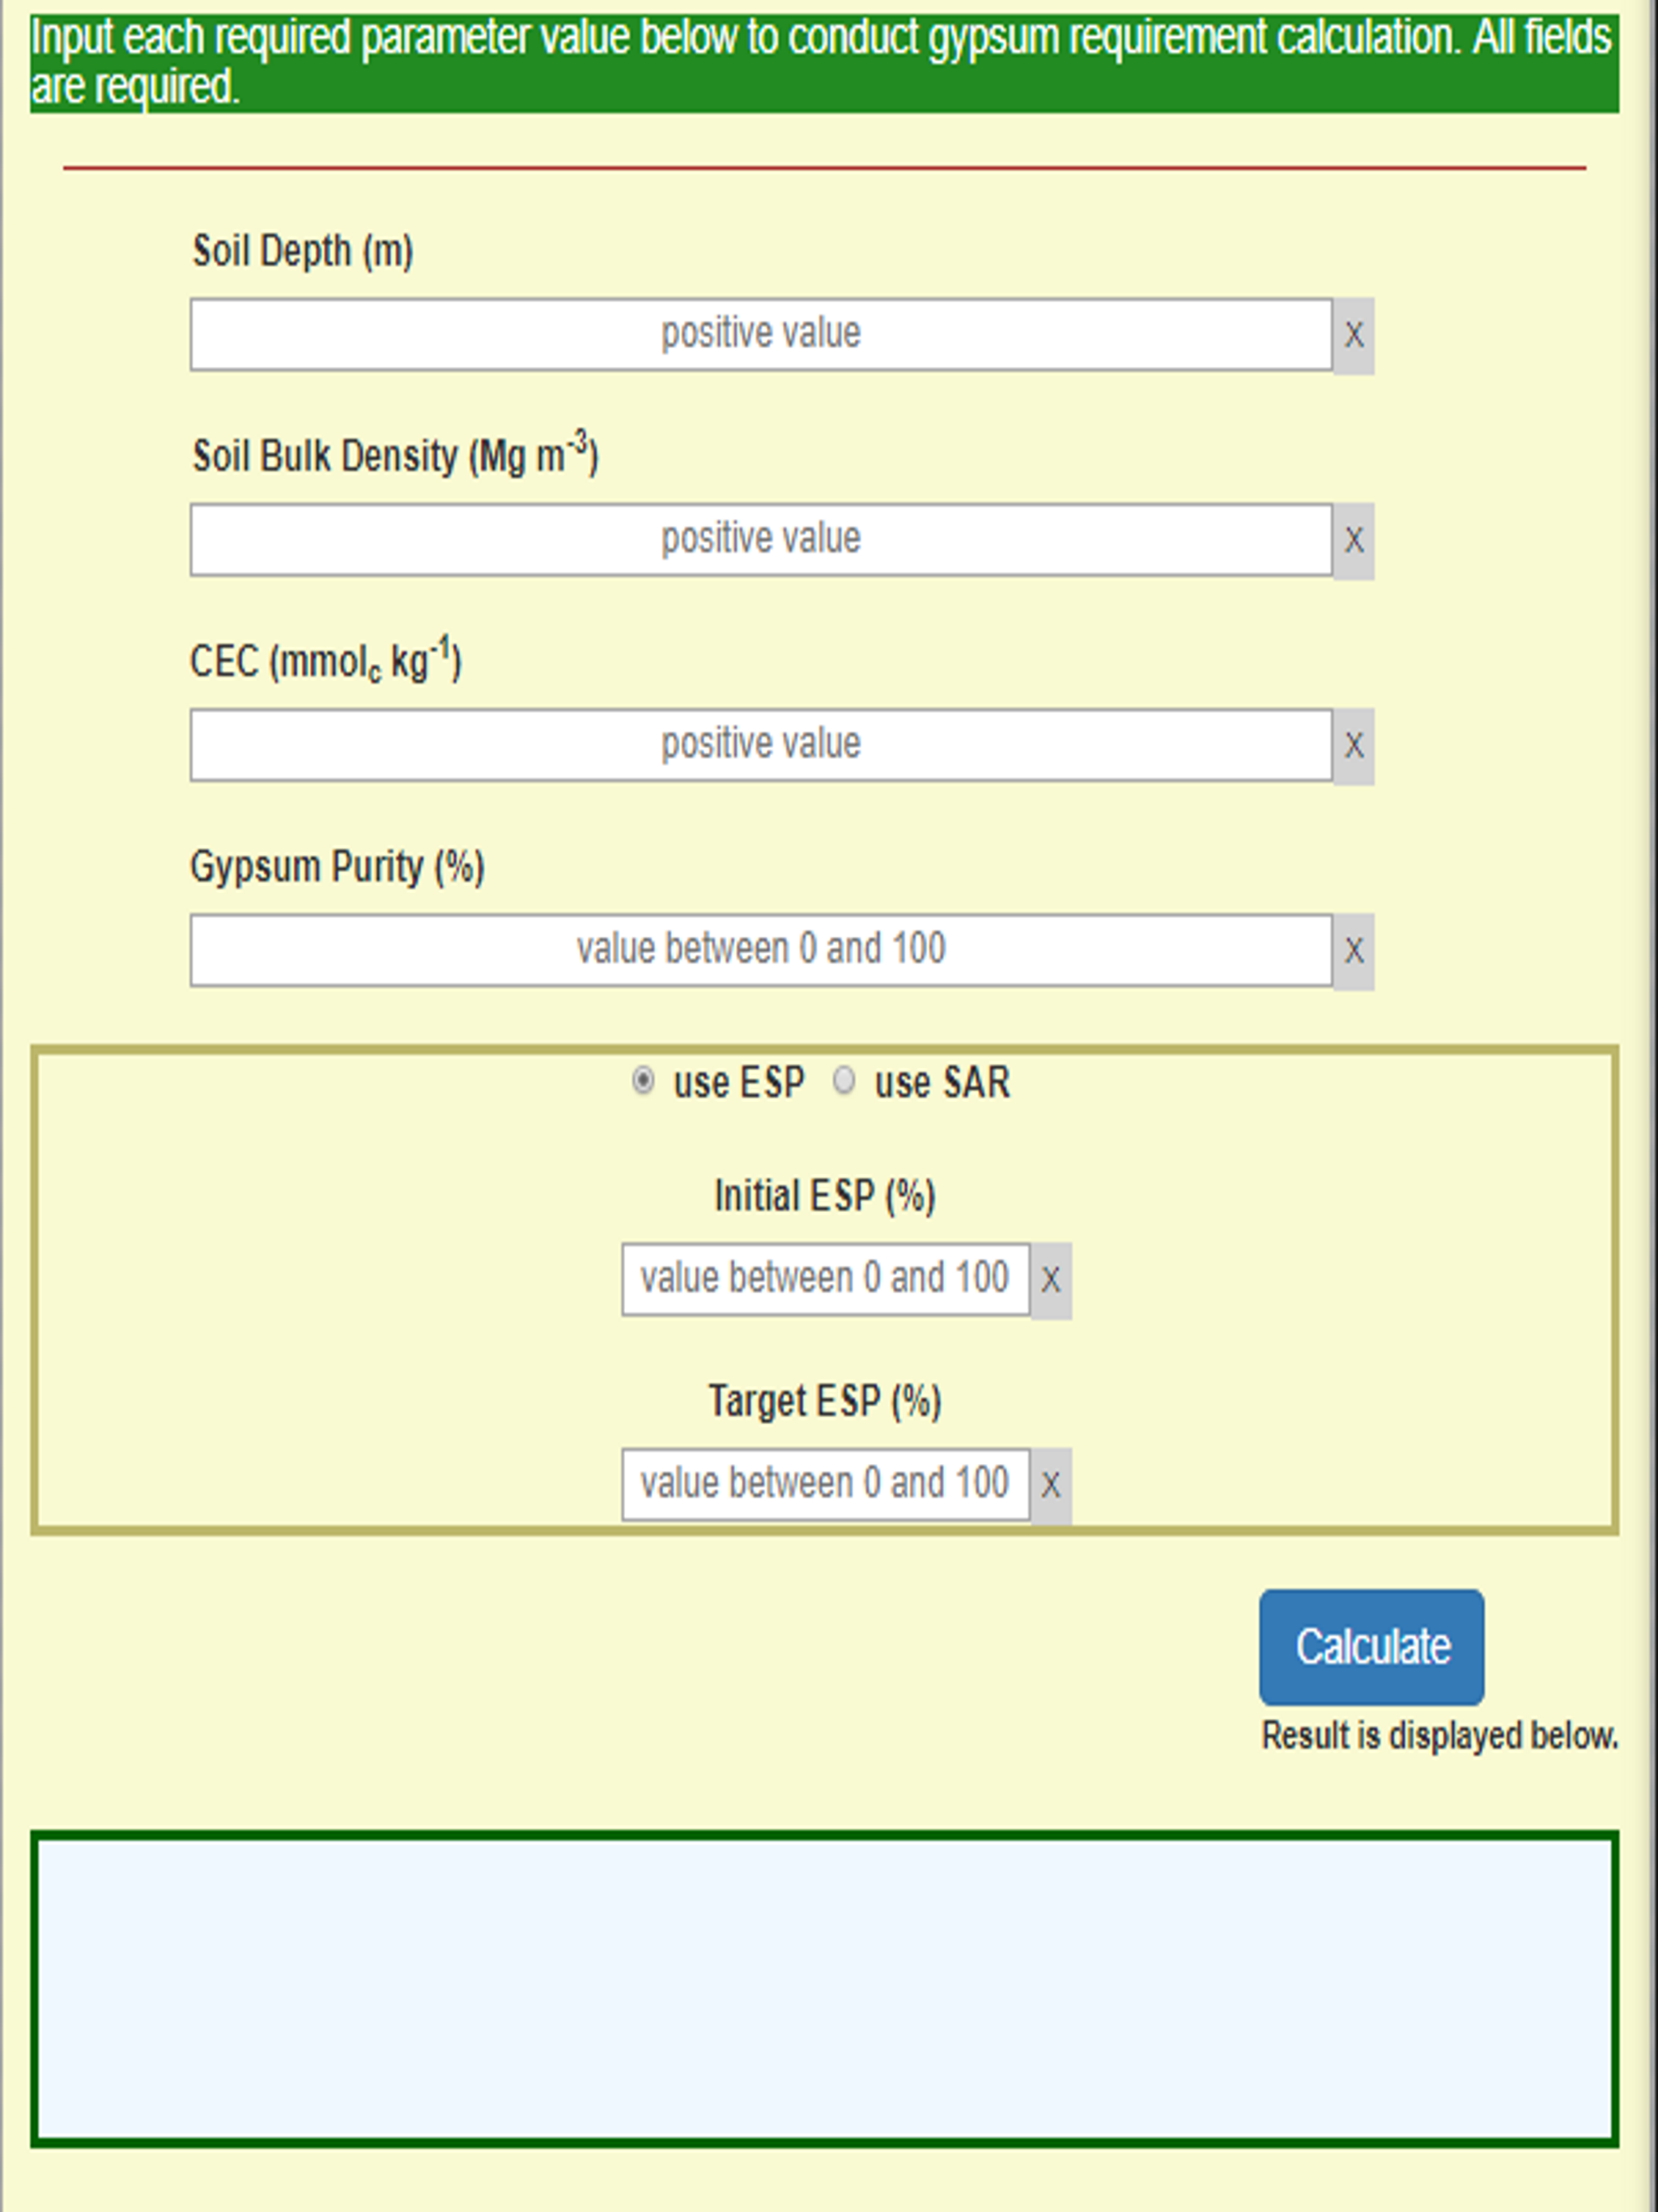 Input each required parameter value below to conduct gypsum requirement calculation. All fields
are required.
Soil Depth (m)
positive value X
Soil Bulk Density (Mg m⁻³)
positive value X
CEC (mmol꜀ kg⁻¹)
positive value X
Gypsum Purity (%)
value between 0 and 100 X
use ESP use SAR
Initial ESP (%)
value between 0 and 100 X
Target ESP (%)
value between 0 and 100 X
Calculate
Result is displayed below.